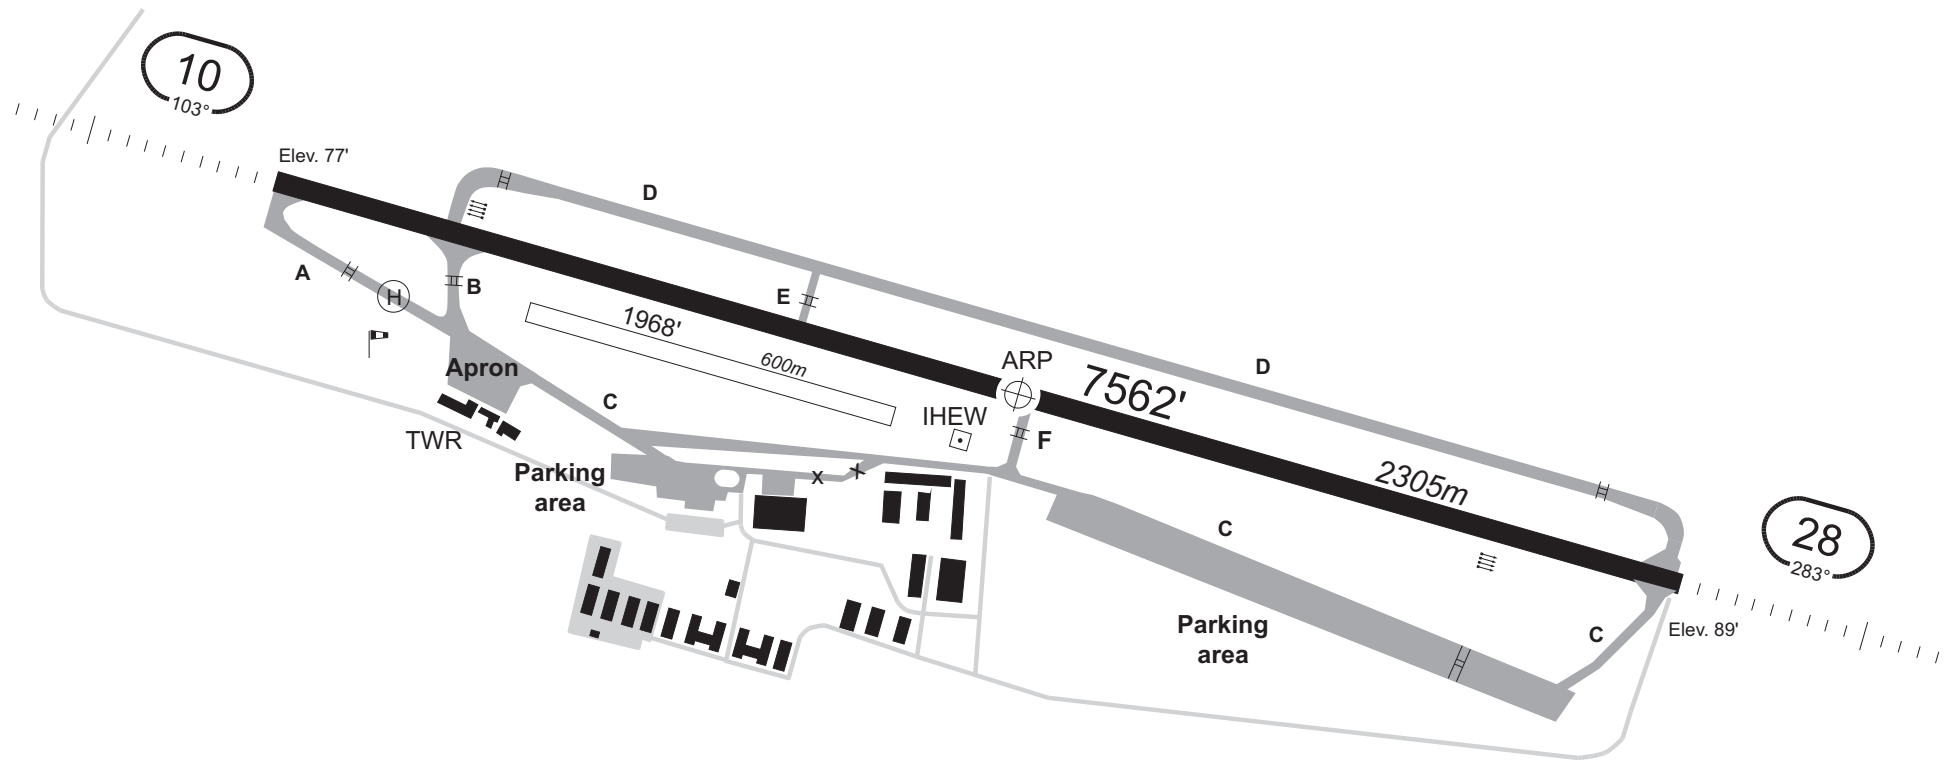 10
103°
Elev. 77'
D
A
H
B
E
1968'
600m
ARP
7562'
D
Apron
C
IHEW
F
TWR
Parking
area
x
x
2305m
C
28
283°
Parking
area
C
Elev. 89'